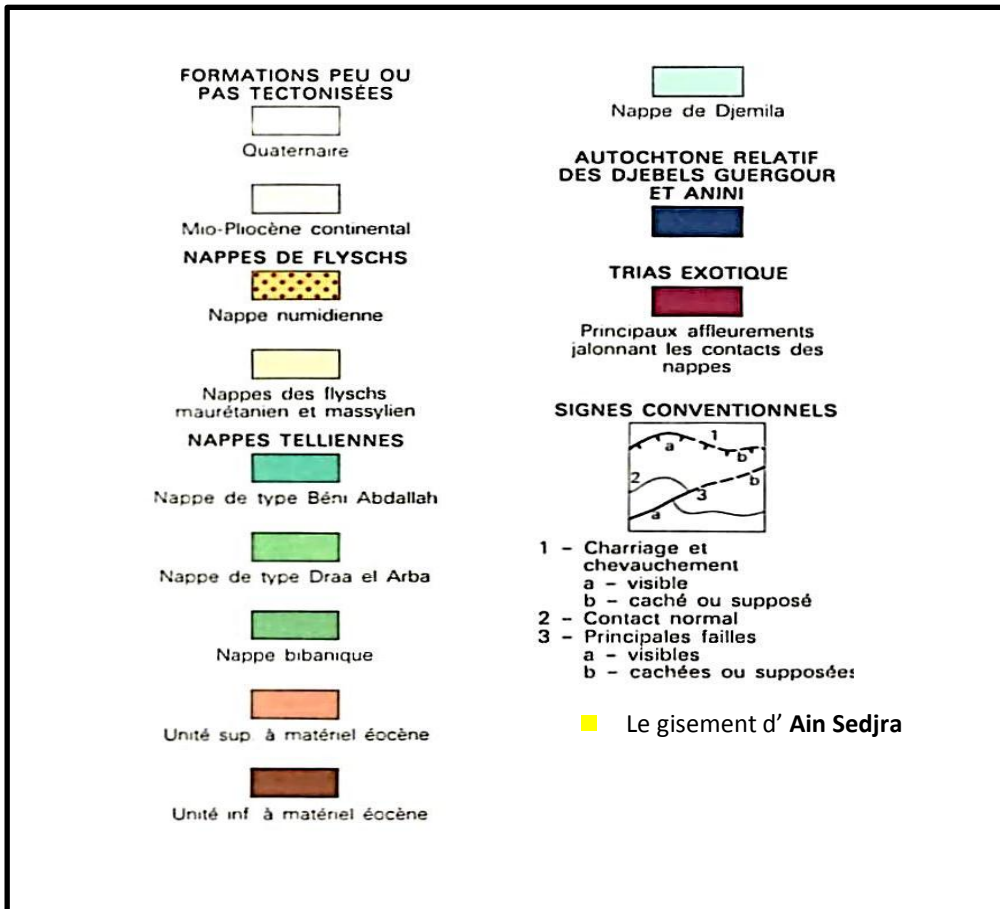 FORMATIONS PEU OU
PAS TECTONISÉES
Quaternaire
Mio-Pliocène continental
NAPPES DE FLYSCHS
Nappe numidienne
Nappes des flyschs
maurétanien et massylien
NAPPES TELLIENNES
Nappe de type Béni Abdallah
Nappe de type Draa el Arba
Nappe bibanique
Unité sup. à matériel éocène
Unité inf à matériel éocène
Nappe de Djemila
AUTOCHTONE RELATIF
DES DJEBELS GUERGOUR
ET ANINI
TRIAS EXOTIQUE
Principaux affleurements
jalonnant les contacts des
nappes
SIGNES CONVENTIONNELS
a 1 b
2 3 b
a
1 – Charriage et
chevauchement
a – visible
b – caché ou supposé
2 – Contact normal
3 – Principales failles
a – visibles
b – cachées ou supposées
Le gisement d’ Ain Sedjra